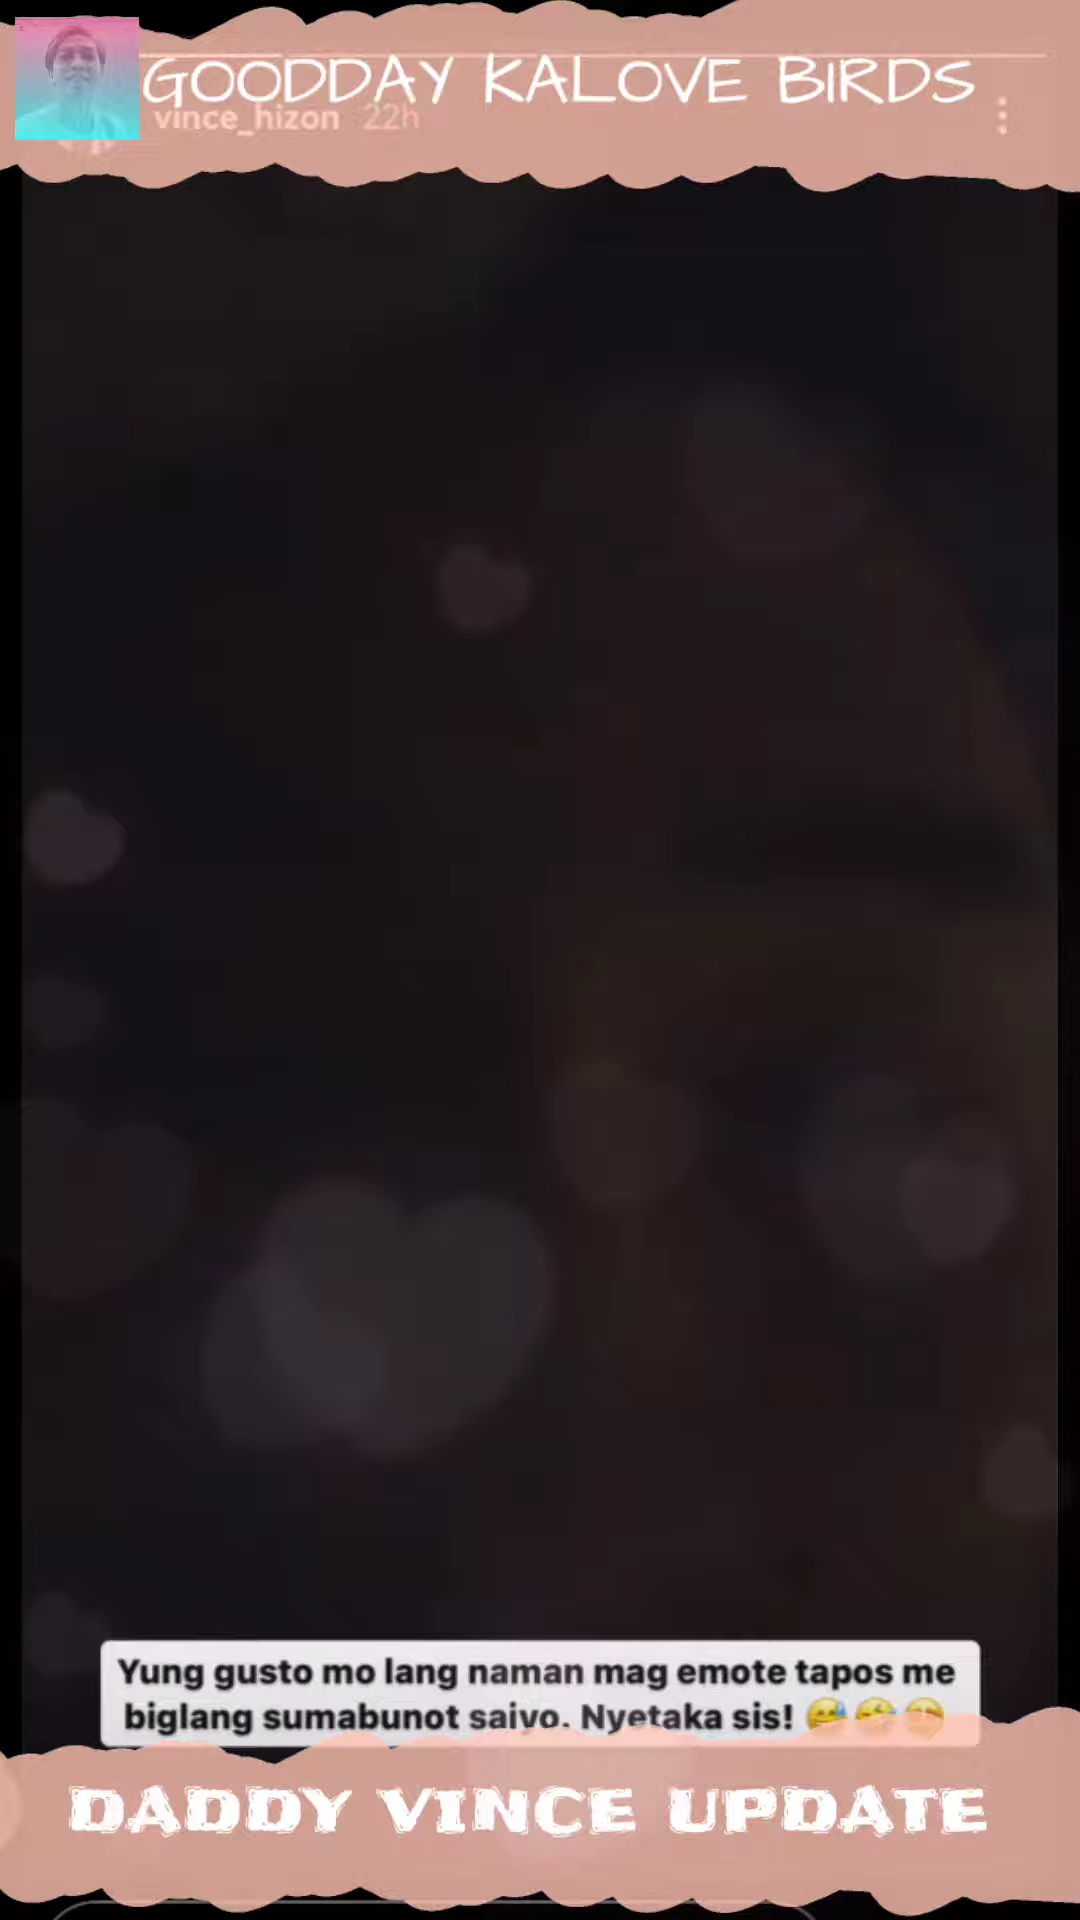 GOODDAY KALOVE BIRDS
vince_hizon 22h
Yung gusto mo lang naman mag emote tapos me
biglang sumabunot saiyo. Nyetaka sis! 😅🤣😂
DADDY VINCE UPDATE